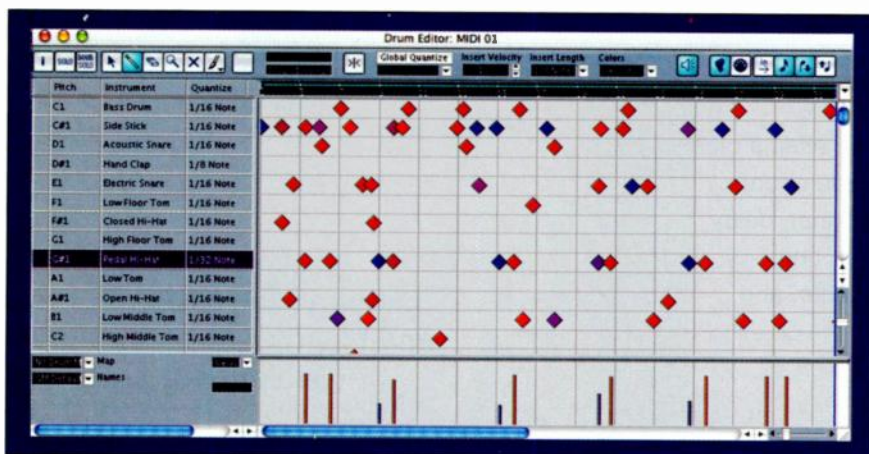 Drum Editor: MIDI 01
I SOLO
Global Quantize Insert Velocity Insert Length Colors
Pitch Instrument Quantize
C1 Bass Drum 1/16 Note
C#1 Side Stick 1/16 Note
D1 Acoustic Snare 1/16 Note
D#1 Hand Clap 1/8 Note
E1 Electric Snare 1/16 Note
F1 Low Floor Tom 1/16 Note
F#1 Closed Hi-Hat 1/16 Note
G1 High Floor Tom 1/16 Note
G#1 Pedal Hi-Hat 1/32 Note
A1 Low Tom 1/16 Note
A#1 Open Hi-Hat 1/16 Note
B1 Low Middle Tom 1/16 Note
C2 High Middle Tom 1/16 Note
Map
Names